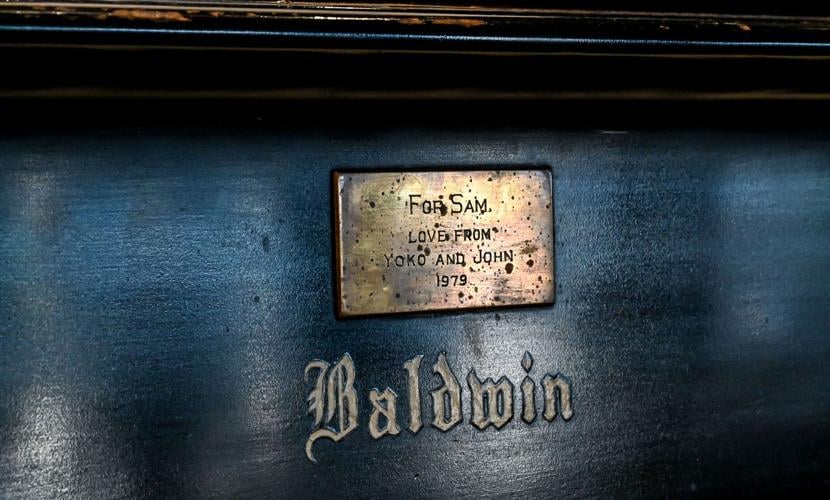 FOR SAM
LOVE FROM
YOKO AND JOHN
1979
Baldwin